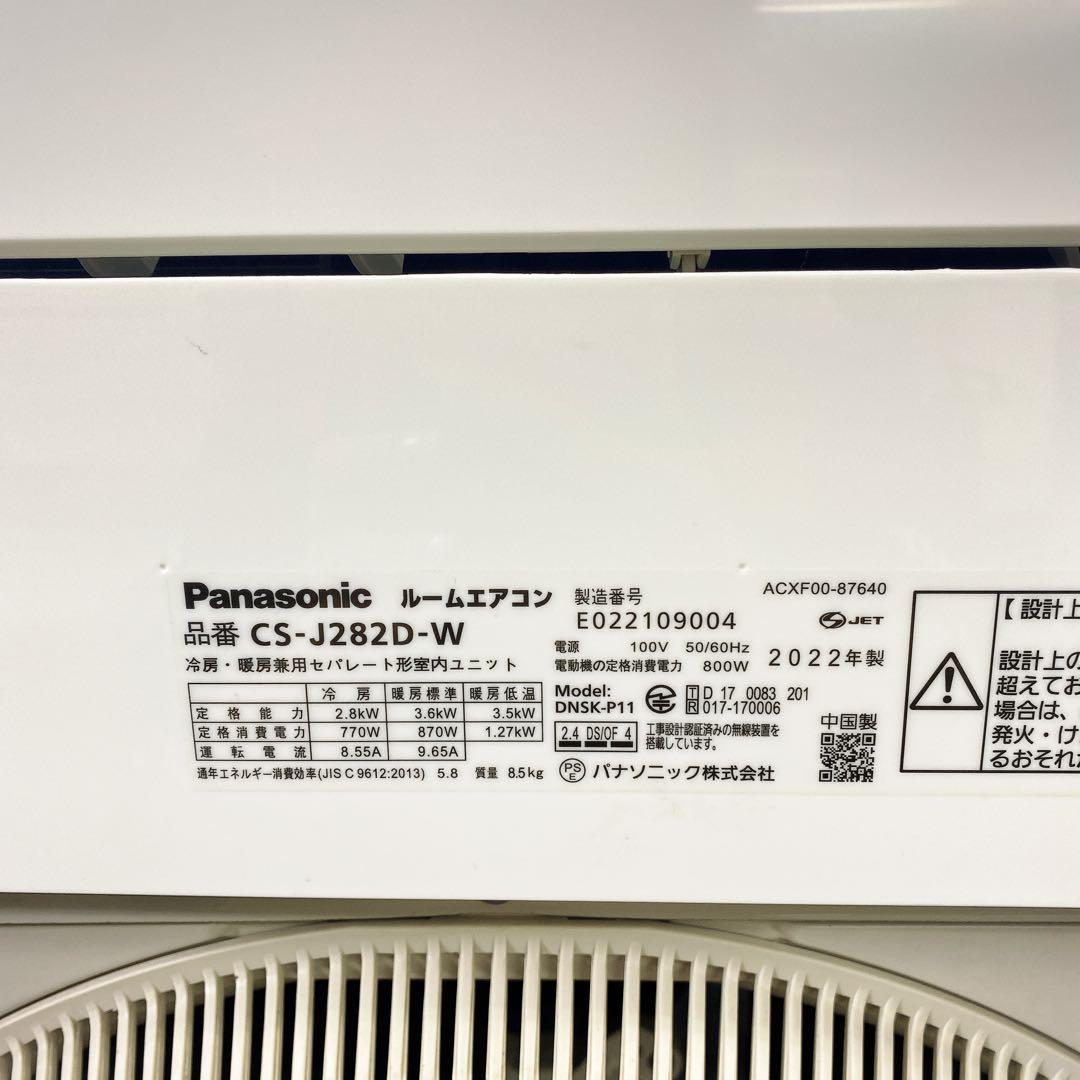 Panasonic ルームエアコン
品番 CS-J282D-W
冷房・暖房兼用セパレート形室内ユニット
冷房 暖房標準 暖房低温
定格能力 2.8kW 3.6kW 3.5kW
定格消費電力 770W 870W 1.27kW
運転電流 8.55A 9.65A
通年エネルギー消費効率(JIS C 9612:2013) 5.8 質量 8.5kg
製造番号
E022109004
電源 100V 50/60Hz
電動機の定格消費電力 800W
Model:
DNSK-P11
T D 17 0083 201
R 017-170006
2.4 DS/OF 4
工事設計認証済みの無線装置を
搭載しています。
PS
E
パナソニック株式会社
ACXF00-87640
JET
2022年製
中国製
【設計上
設計上の
超えてお
場合は、
発火・け
るおそれ